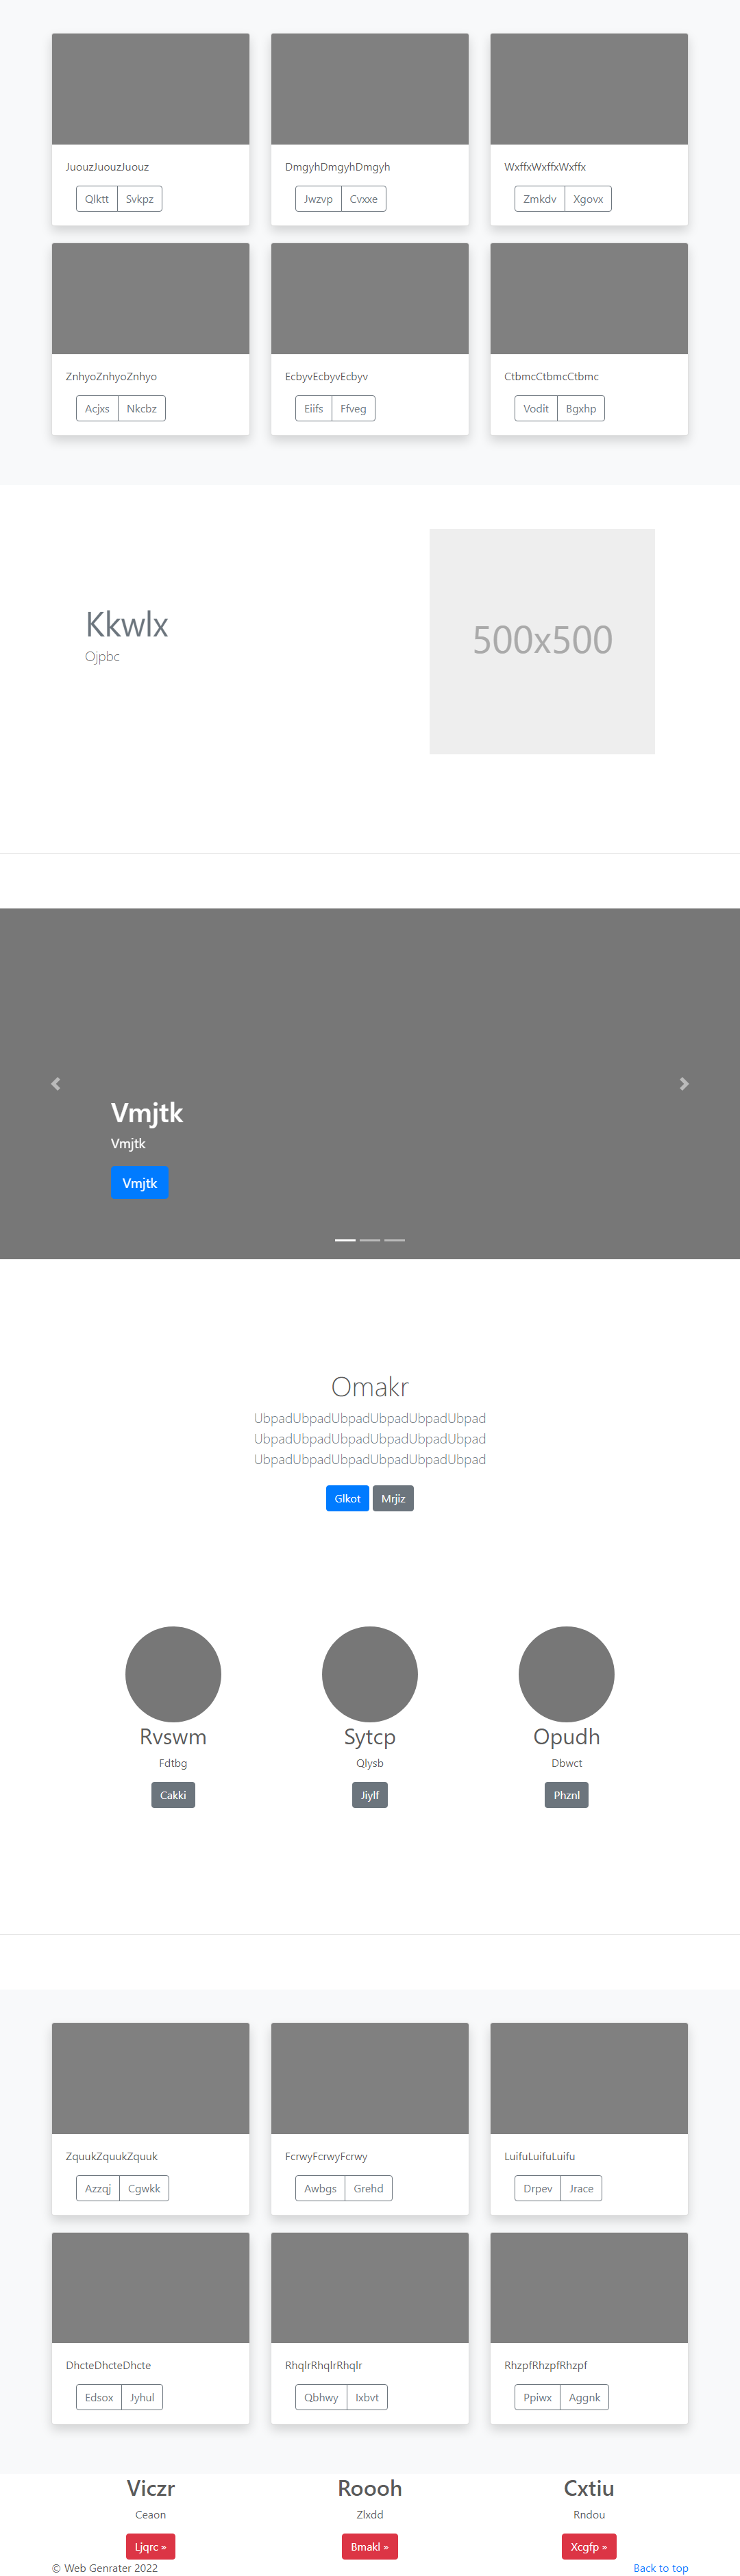 JuouzJuouzJuouz
Qlktt Svkpz
DmgyhDmgyhDmgyh
Jwzvp Cvxxe
WxffxWxffxWxffx
Zmkdv Xgovx
ZnhyoZnhyoZnhyo
Acjxs Nkcbz
EcbyvEcbyvEcbyv
Eiifs Ffveg
CtbmcCtbmcCtbmc
Vodit Bgxhp
Kkwlx
Ojpbc
500x500
Vmjtk
Vmjtk
Vmjtk
Omakr
UbpadUbpadUbpadUbpadUbpadUbpad
UbpadUbpadUbpadUbpadUbpadUbpad
UbpadUbpadUbpadUbpadUbpadUbpad
Glkot Mrjiz
Rvswm
Fdtbg
Cakki
Sytcp
Qlysb
Jiylf
Opudh
Dbwct
Phznl
ZquukZquukZquuk
Azzqj Cgwkk
FcrwyFcrwyFcrwy
Awbgs Grehd
LuifuLuifuLuifu
Drpev Jrace
DhcteDhcteDhcte
Edsox Jyhul
RhqlrRhqlrRhqlr
Qbhwy Ixbvt
RhzpfRhzpfRhzpf
Ppiwx Aggnk
Viczr
Ceaon
Ljqrc »
Roooh
Zlxdd
Bmakl »
Cxtiu
Rndou
Xcgfp »
© Web Genrater 2022
Back to top